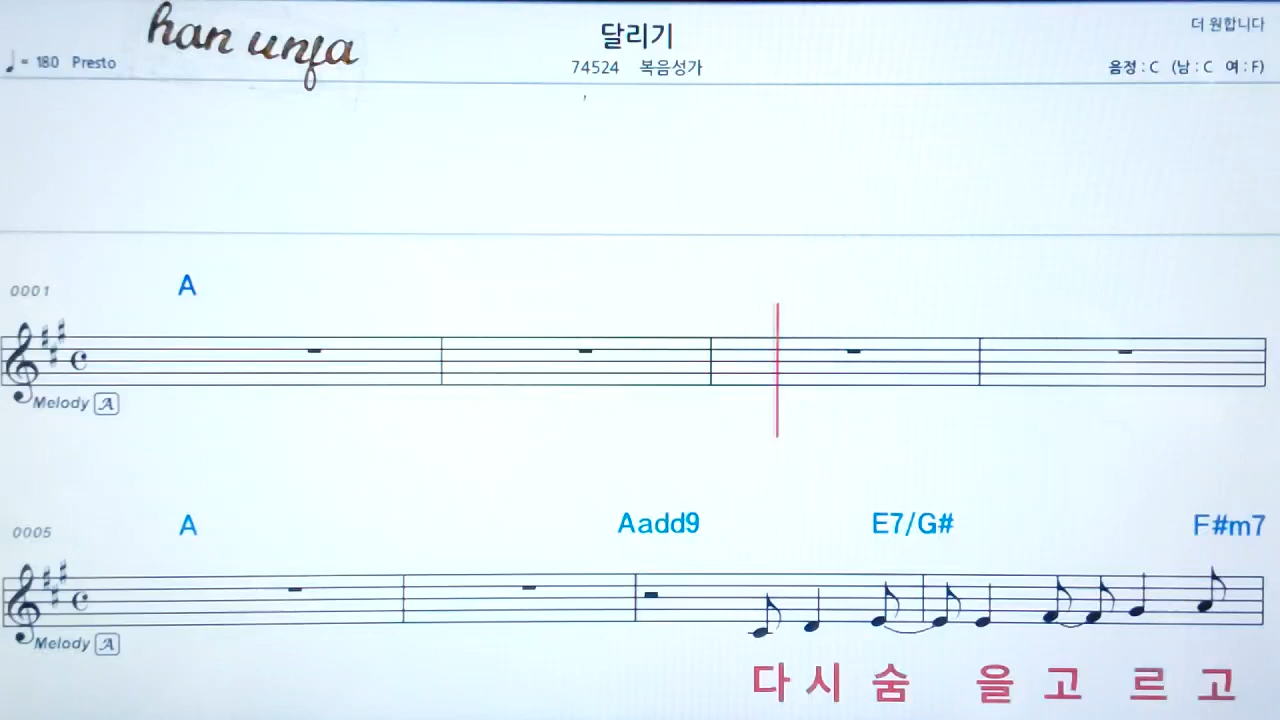 han unfa
달리기
더 원합니다
♩ = 180 Presto
74524 복음성가
음정 : C (남 : C 여 : F)
0001
A
Melody A
0005
A Aadd9 E7/G# F#m7
Melody A
다 시 숨 을 고 르 고